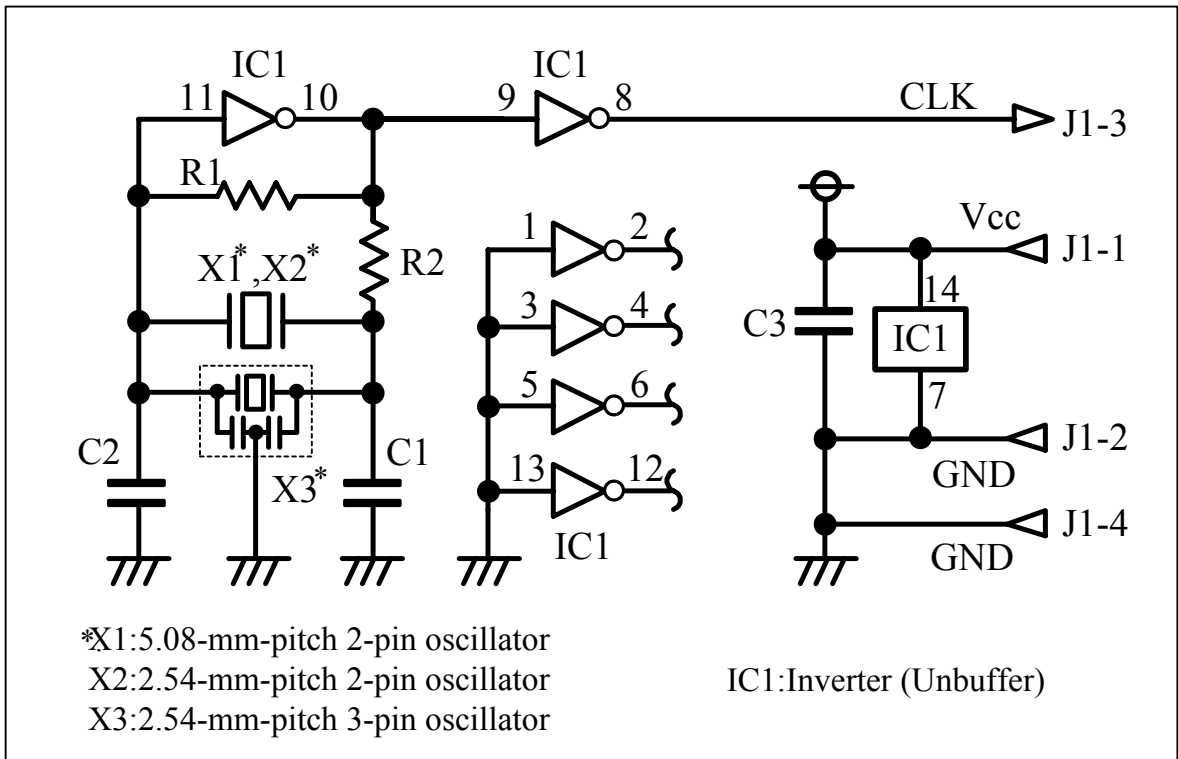 IC1
IC1
11
10
9
8
CLK
J1-3
R1
1
2
Vcc
J1-1
X1*,X2*
R2
3
4
C3
14
IC1
5
6
7
C2
C1
J1-2
X3*
13
12
GND
IC1
J1-4
GND
*X1:5.08-mm-pitch 2-pin oscillator
X2:2.54-mm-pitch 2-pin oscillator
IC1:Inverter (Unbuffer)
X3:2.54-mm-pitch 3-pin oscillator